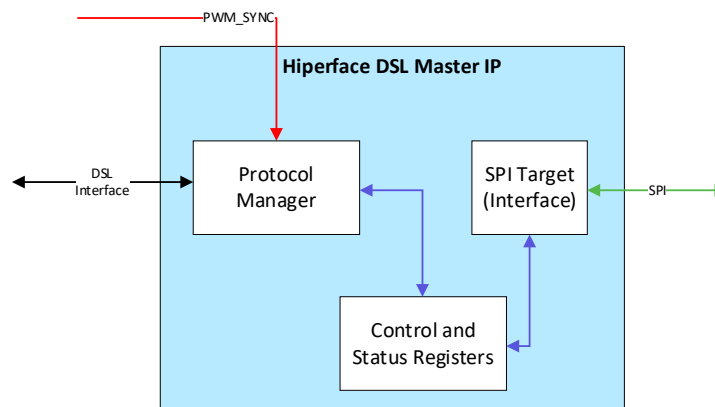 PWM_SYNC
Hiperface DSL Master IP
DSL
Interface
Protocol
Manager
SPI Target
(Interface)
SPI
Control and
Status Registers